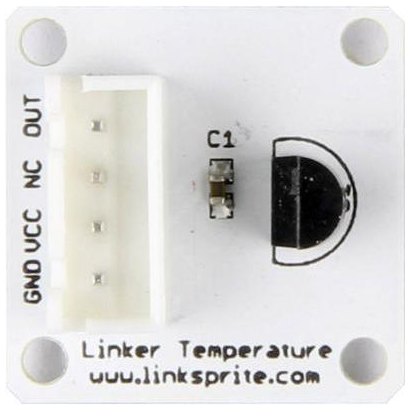 OUT
NC
VCC
GND
C1
Linker Temperature
www.linksprite.com